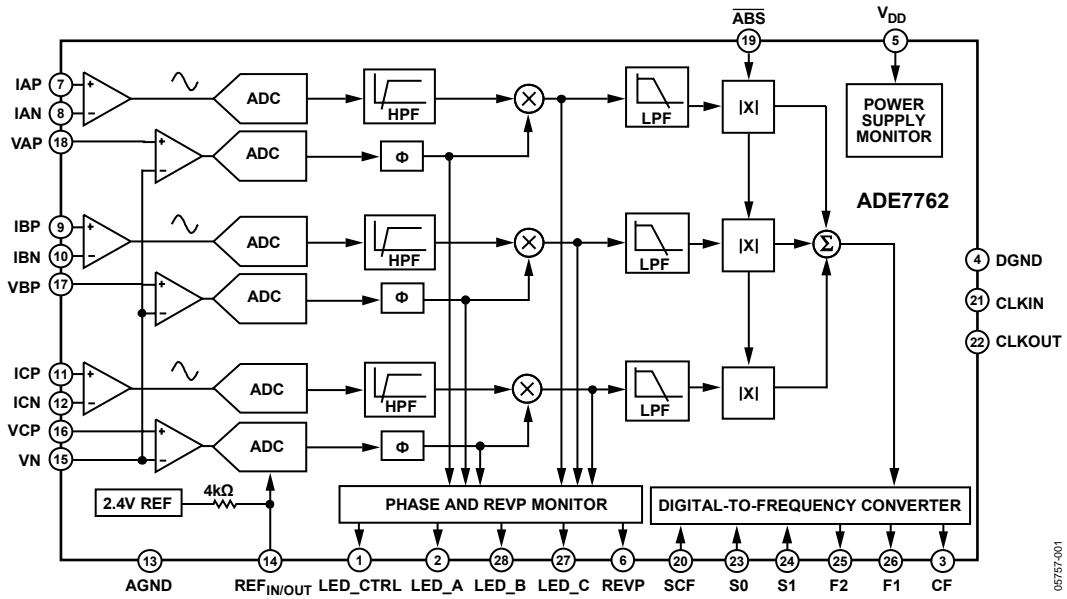 ABS
VDD
19
5
IAP 7
IAN 8
VAP 18
ADC
HPF
LPF
|X|
POWER
SUPPLY
MONITOR
ADC
Φ
ADE7762
IBP 9
IBN 10
VBP 17
ADC
HPF
LPF
|X|
Σ
ADC
Φ
4 DGND
21 CLKIN
22 CLKOUT
ICP 11
ICN 12
VCP 16
VN 15
ADC
HPF
LPF
|X|
ADC
Φ
2.4V REF
4kΩ
PHASE AND REVP MONITOR
DIGITAL-TO-FREQUENCY CONVERTER
13 14 1 2 28 27 6 20 23 24 25 26 3
AGND REFIN/OUT LED_CTRL LED_A LED_B LED_C REVP SCF S0 S1 F2 F1 CF
05757-001